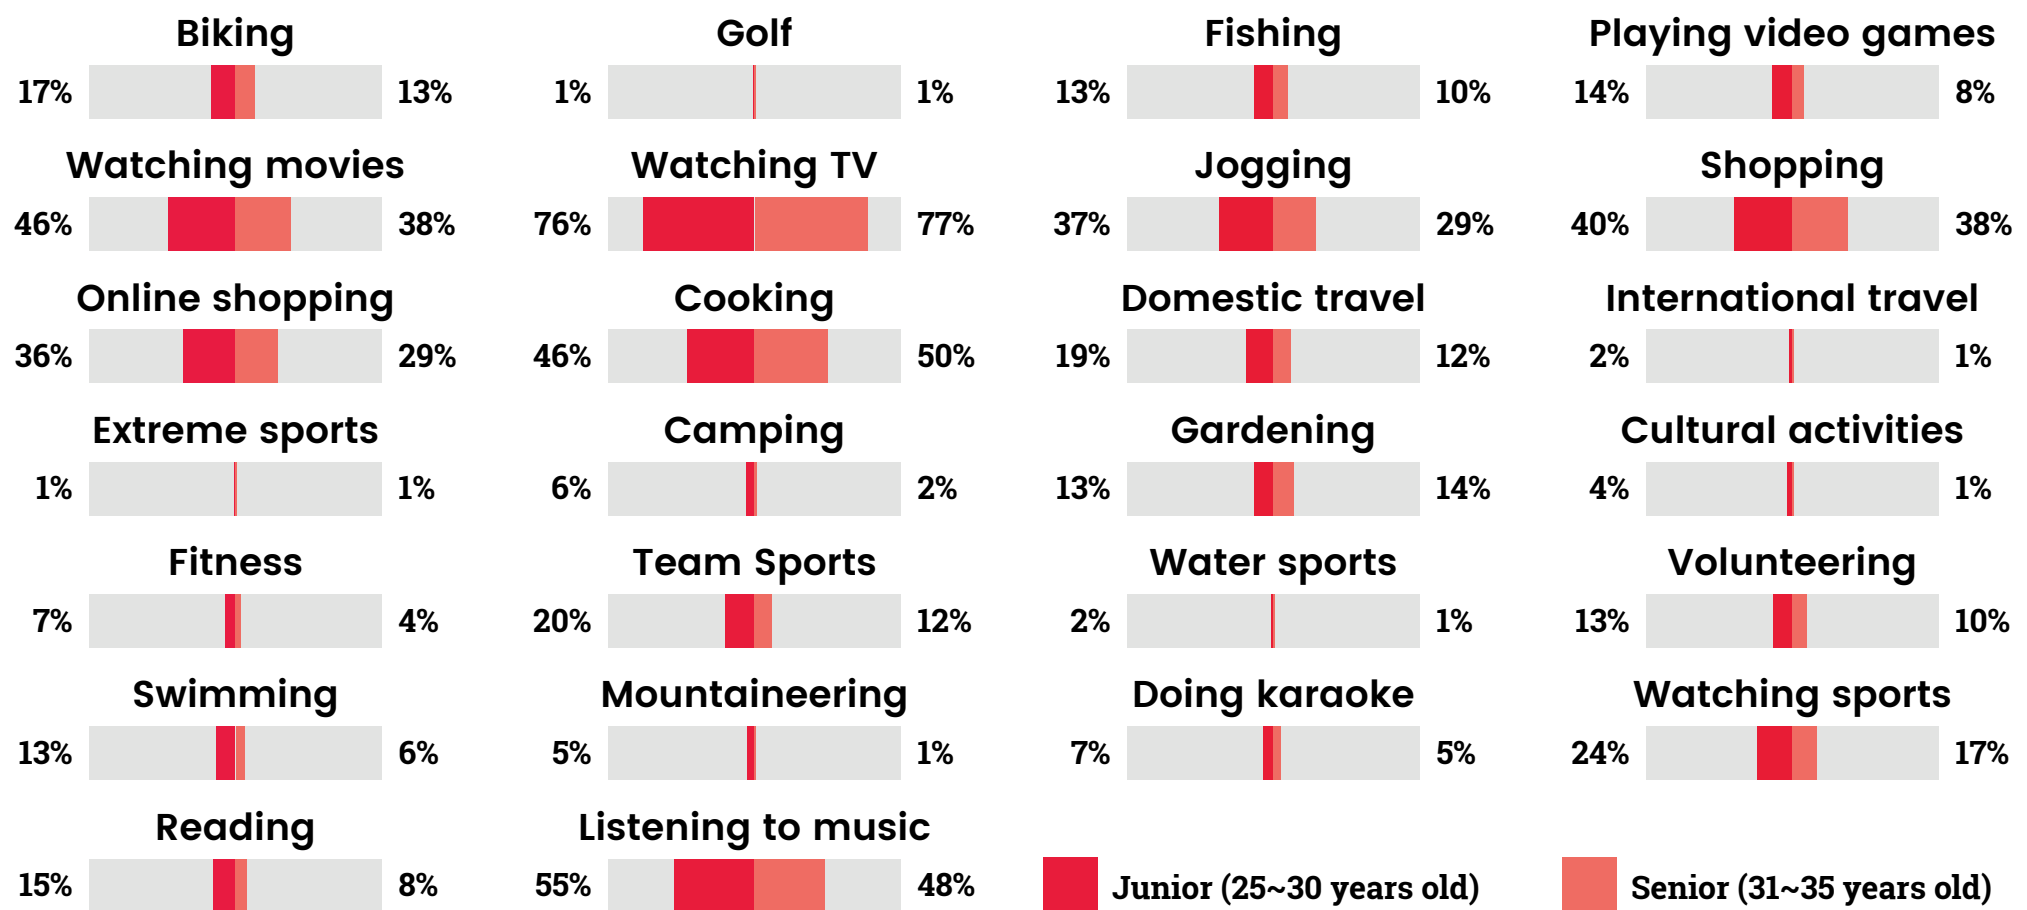 Biking
17% 13%
Golf
1% 1%
Fishing
13% 10%
Playing video games
14% 8%
Watching movies
46% 38%
Watching TV
76% 77%
Jogging
37% 29%
Shopping
40% 38%
Online shopping
36% 29%
Cooking
46% 50%
Domestic travel
19% 12%
International travel
2% 1%
Extreme sports
1% 1%
Camping
6% 2%
Gardening
13% 14%
Cultural activities
4% 1%
Fitness
7% 4%
Team Sports
20% 12%
Water sports
2% 1%
Volunteering
13% 10%
Swimming
13% 6%
Mountaineering
5% 1%
Doing karaoke
7% 5%
Watching sports
24% 17%
Reading
15% 8%
Listening to music
55% 48%
Junior (25~30 years old)
Senior (31~35 years old)